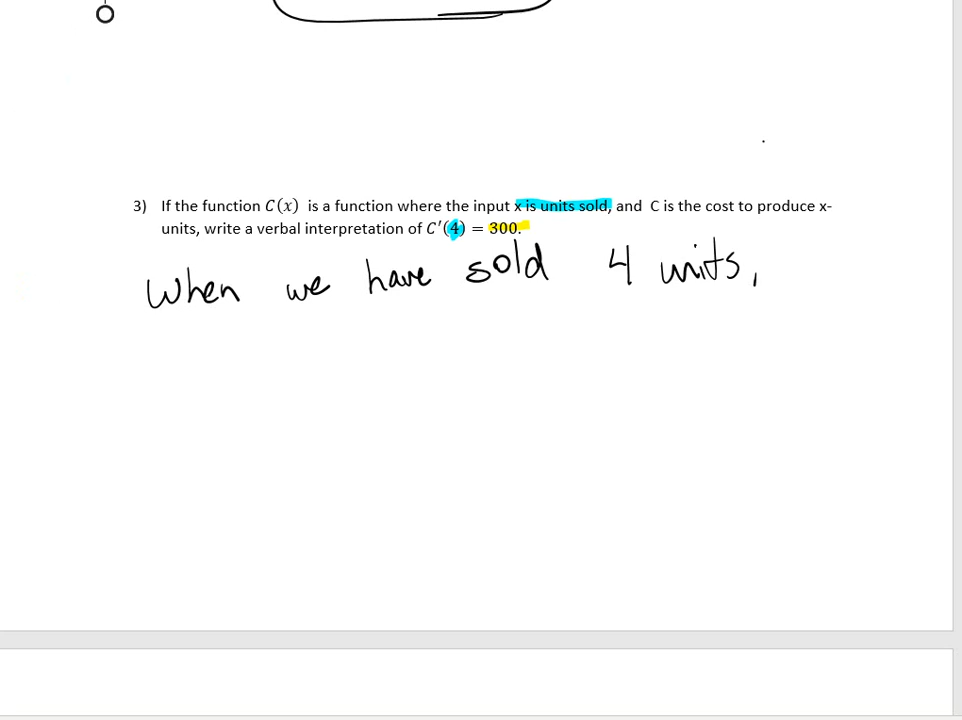 3) If the function C(x) is a function where the input x is units sold, and C is the cost to produce x-
units, write a verbal interpretation of C'(4) = 300.
When we have sold 4 units,